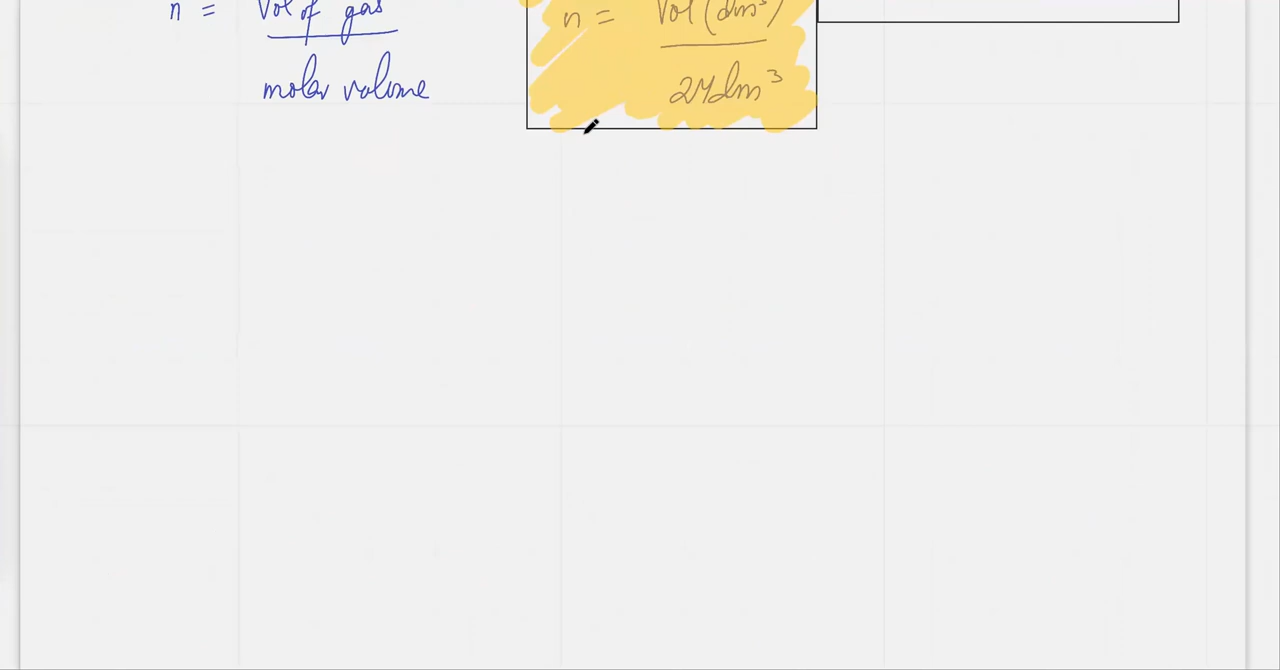 n = Vol of gas
molar volume
n = Vol (dm³)
24dm³